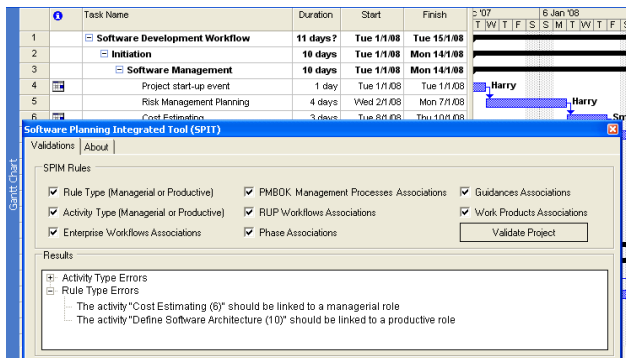 Task Name Duration Start Finish '07 6 Jan '08
T W T F S S M T W T F S
1 Software Development Workflow 11 days? Tue 1/1/08 Tue 15/1/08
2 Initiation 10 days Tue 1/1/08 Mon 14/1/08
3 Software Management 10 days Tue 1/1/08 Mon 14/1/08
4 Project start-up event 1 day Tue 1/1/08 Tue 1/1/08 Harry
5 Risk Management Planning 4 days Wed 2/1/08 Mon 7/1/08 Harry
6 Cost Estimating 3 days Tue 8/1/08 Thu 10/1/08 Sm
Gantt Chart
Software Planning Integrated Tool (SPIT)
Validations About
SPIM Rules
Rule Type (Managerial or Productive) PMBOK Management Processes Associations Guidances Associations
Activity Type (Managerial or Productive) RUP Workflows Associations Work Products Associations
Enterprise Workflows Associations Phase Associations Validate Project
Results
Activity Type Errors
Rule Type Errors
The activity "Cost Estimating (6)" should be linked to a managerial role
The activity "Define Software Architecture (10)" should be linked to a productive role